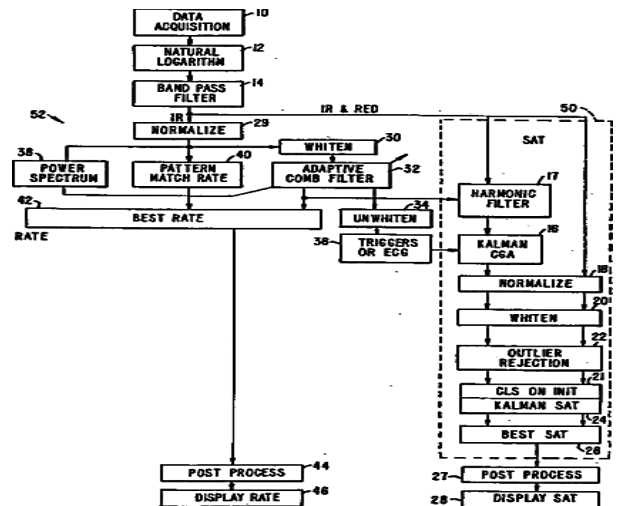 DATA ACQUISITION
10
NATURAL LOGARITHM
12
BAND PASS FILTER
14
IR & RED
50
52
IR
NORMALIZE
29
WHITEN
30
SAT
38
POWER SPECTRUM
PATTERN MATCH RATE
40
ADAPTIVE COMB FILTER
32
HARMONIC FILTER
17
42
BEST RATE
UNWHITEN
34
RATE
36
TRIGGERS OR ECG
KALMAN CGA
16
NORMALIZE
18
WHITEN
20
OUTLIER REJECTION
22
CLS ON INIT
21
KALMAN SAT
24
BEST SAT
26
POST PROCESS
44
27
POST PROCESS
DISPLAY RATE
46
28
DISPLAY SAT